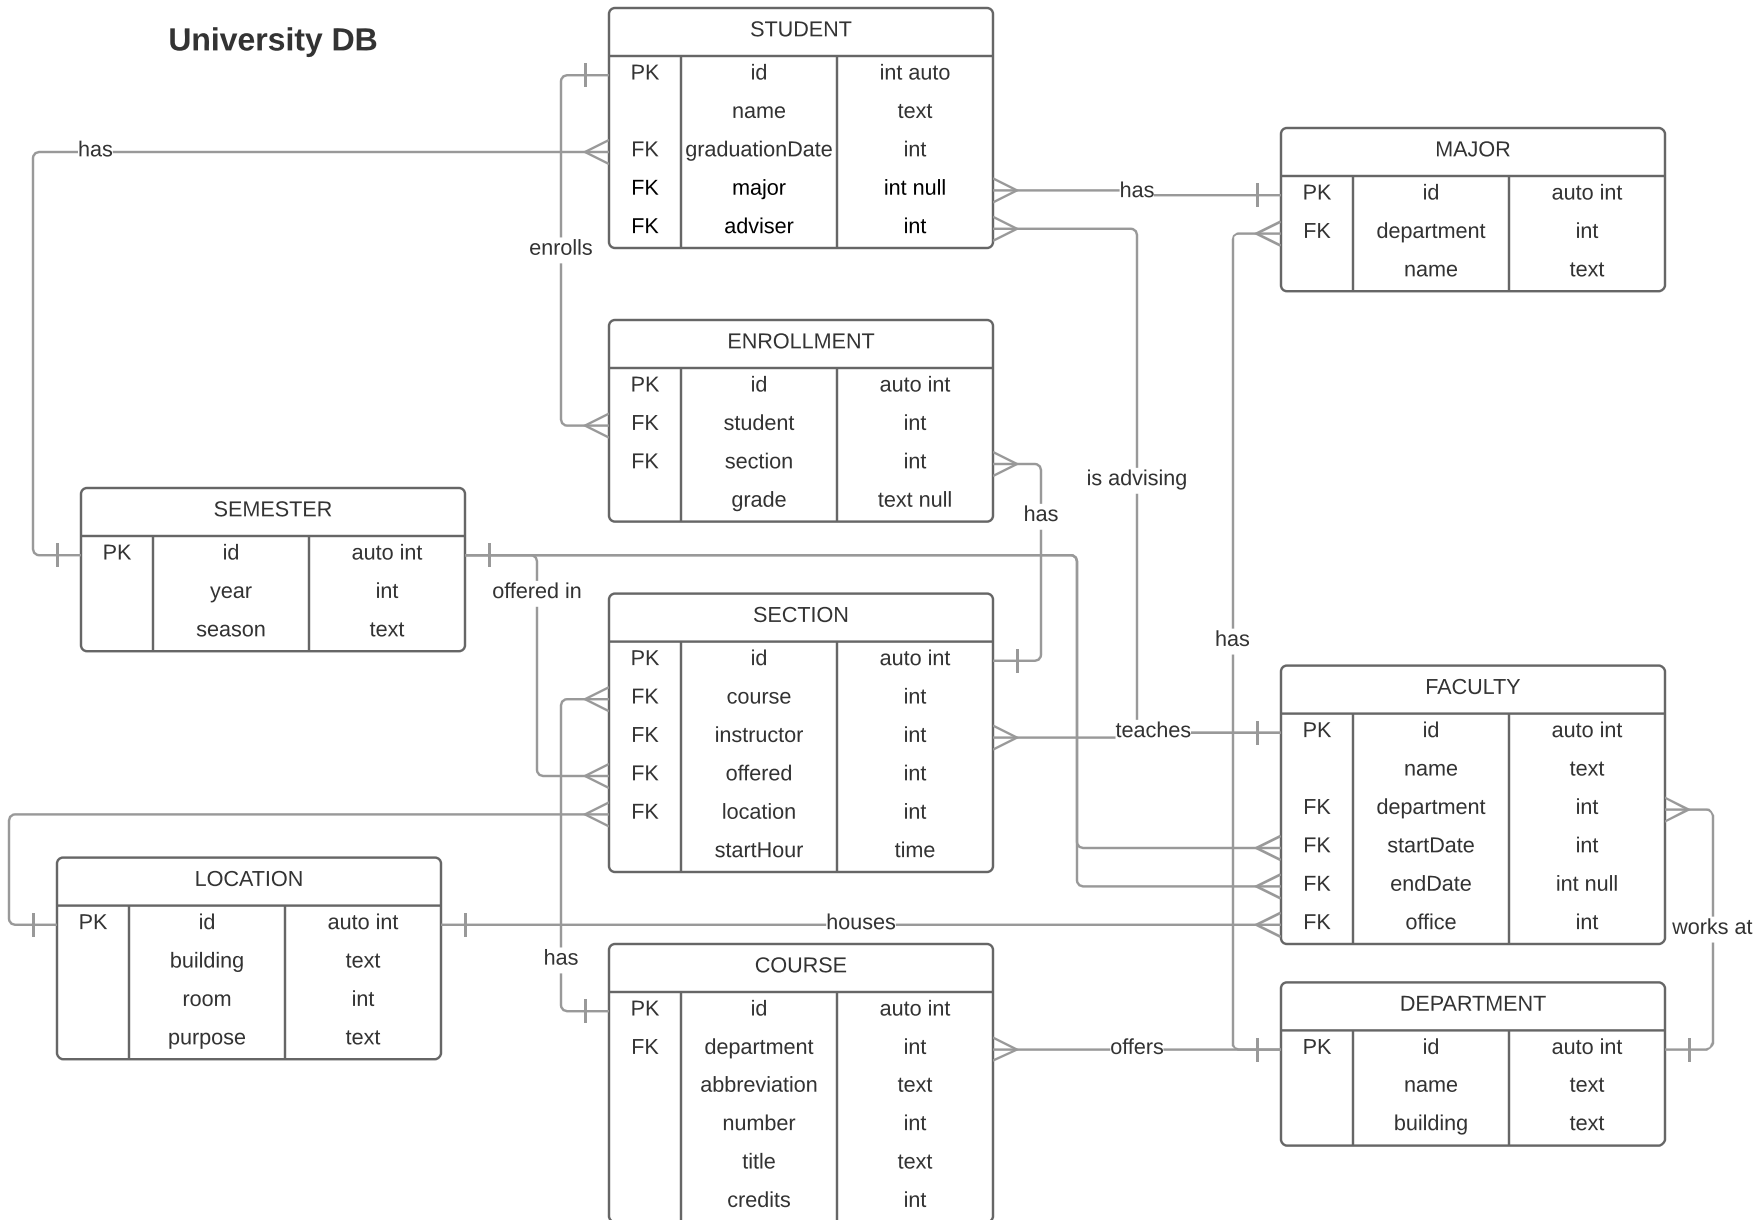 University DB
STUDENT
PK id int auto
name text
FK graduationDate int
FK major int null
FK adviser int
has
enrolls
has
is advising
MAJOR
PK id auto int
FK department int
name text
ENROLLMENT
PK id auto int
FK student int
FK section int
grade text null
has
SEMESTER
PK id auto int
year int
season text
offered in
SECTION
PK id auto int
FK course int
FK instructor int
FK offered int
FK location int
startHour time
has
teaches
FACULTY
PK id auto int
name text
FK department int
FK startDate int
FK endDate int null
FK office int
works at
LOCATION
PK id auto int
building text
room int
purpose text
houses
has
COURSE
PK id auto int
FK department int
abbreviation text
number int
title text
credits int
offers
DEPARTMENT
PK id auto int
name text
building text